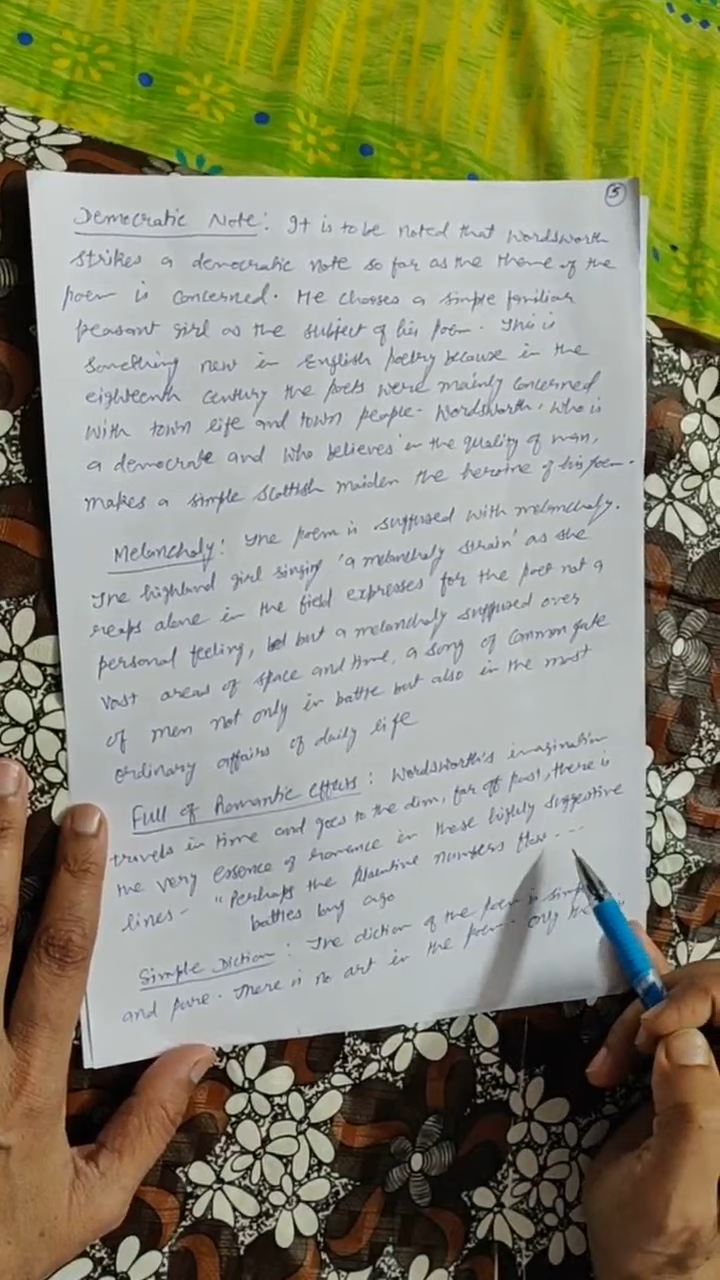 5
Democratic Note: It is to be noted that Wordsworth
strikes a democratic note so far as the theme of the
poem is concerned. He chooses a simple familiar
peasant girl as the subject of his poem. This is
something new in English poetry because in the
eighteenth century the poets were mainly concerned
with town life and town people. Wordsworth, who is
a democrate and who believes in the quality of man,
makes a simple scottish maiden the heroine of his poem.
Melancholy: The poem is suffused with melancholy.
The highland girl singing 'a melancholy strain' as she
reaps alone in the field expresses for the poet not a
personal feeling, but a melancholy suffused over
vast areas of space and time, a song of common fate
of men not only in battle but also in the most
ordinary affairs of daily life
Full of Romantic Effects: Wordsworth's imagination
travels in time and goes to the dim, far off past, there is
the very essence of romance in these highly suggestive
lines- "Perhaps the plaintive numbers flow ....
battles long ago
Simple Diction: The diction of the poem is
and pure. There is no art in the poem. Only